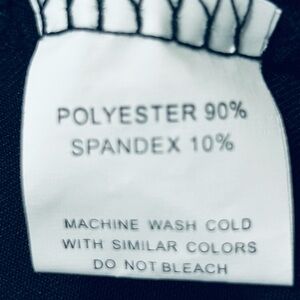 POLYESTER 90%
SPANDEX 10%
MACHINE WASH COLD
WITH SIMILAR COLORS
DO NOT BLEACH